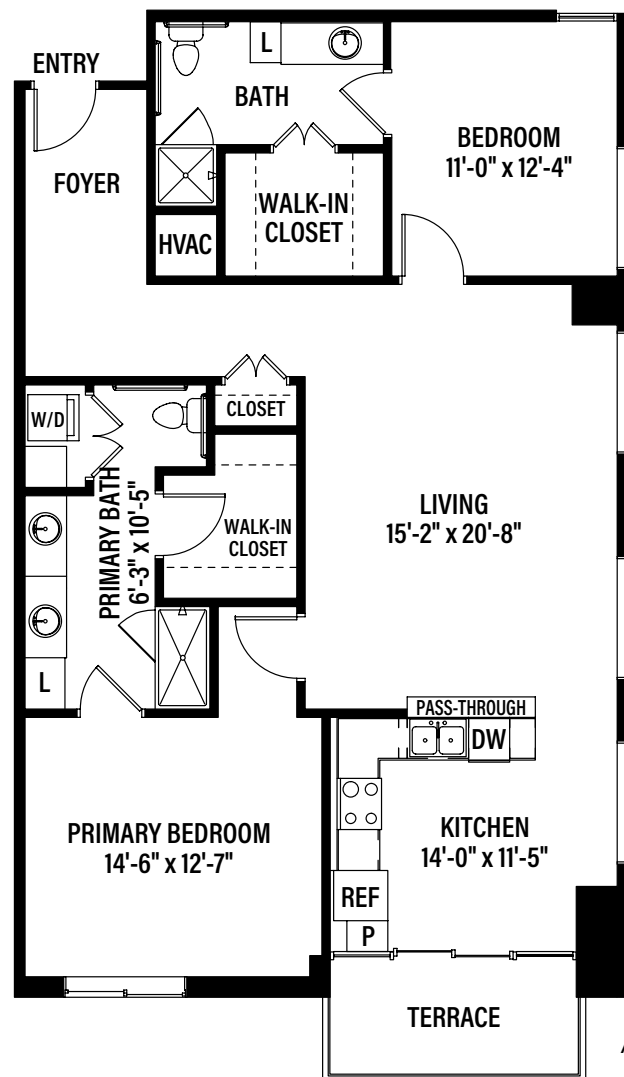 ENTRY
FOYER
L
BATH
BEDROOM
11'-0" x 12'-4"
WALK-IN
CLOSET
HVAC
CLOSET
W/D
PRIMARY BATH
6'-3" x 10'-5"
WALK-IN
CLOSET
LIVING
15'-2" x 20'-8"
L
PASS-THROUGH
DW
PRIMARY BEDROOM
14'-6" x 12'-7"
KITCHEN
14'-0" x 11'-5"
REF
P
TERRACE